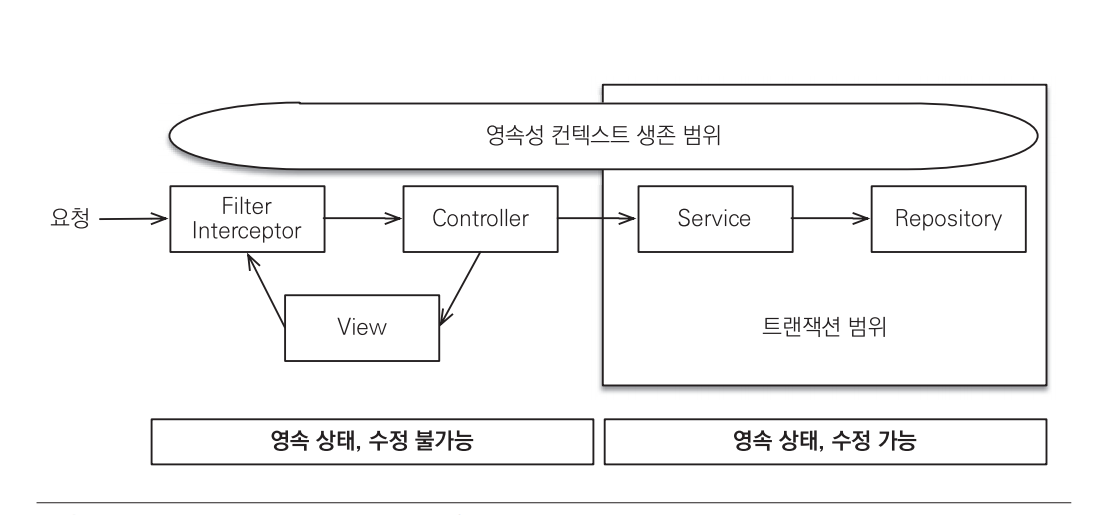 영속성 컨텍스트 생존 범위
요청
Filter
Interceptor
Controller
Service
Repository
View
트랜잭션 범위
영속 상태, 수정 불가능
영속 상태, 수정 가능